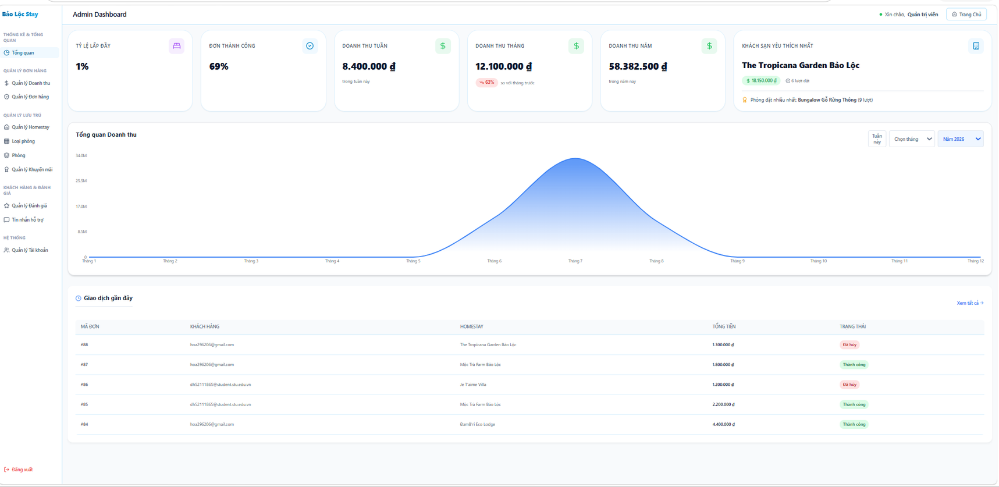 Bảo Lộc Stay
THỐNG KÊ & TỔNG
QUAN
Tổng quan
QUẢN LÝ ĐƠN HÀNG
Quản lý Doanh thu
Quản lý Đơn hàng
QUẢN LÝ LƯU TRÚ
Quản lý Homestay
Loại phòng
Phòng
Quản lý Khuyến mãi
KHÁCH HÀNG & ĐÁNH
GIÁ
Quản lý Đánh giá
Tin nhắn hỗ trợ
HỆ THỐNG
Quản lý Tài khoản
Đăng xuất
Admin Dashboard
Xin chào, Quản trị viên
Trang Chủ
TỶ LỆ LẤP ĐẦY
1%
ĐƠN THÀNH CÔNG
69%
DOANH THU TUẦN
8.400.000 ₫
trong tuần này
DOANH THU THÁNG
12.100.000 ₫
63% so với tháng trước
DOANH THU NĂM
58.382.500 ₫
trong năm nay
KHÁCH SẠN YÊU THÍCH NHẤT
The Tropicana Garden Bảo Lộc
$ 18.150.000 ₫ 6 lượt đặt
Phòng đặt nhiều nhất: Bungalow Gỗ Rừng Thông (9 lượt)
Tổng quan Doanh thu
Tuần
này
Chọn tháng
Năm 2026
34.0M
25.5M
17.0M
8.5M
0
Tháng 1 Tháng 2 Tháng 3 Tháng 4 Tháng 5 Tháng 6 Tháng 7 Tháng 8 Tháng 9 Tháng 10 Tháng 11 Tháng 12
Giao dịch gần đây
Xem tất cả →
MÃ ĐƠN KHÁCH HÀNG HOMESTAY TỔNG TIỀN TRẠNG THÁI
#88 hoa296206@gmail.com The Tropicana Garden Bảo Lộc 1.300.000 ₫ Đã hủy
#87 hoa296206@gmail.com Mộc Trà Farm Bảo Lộc 1.800.000 ₫ Thành công
#86 dh52111865@student.stu.edu.vn Je T'aime Villa 1.200.000 ₫ Đã hủy
#85 dh52111865@student.stu.edu.vn Mộc Trà Farm Bảo Lộc 2.200.000 ₫ Thành công
#84 hoa296206@gmail.com ĐamB'ri Eco Lodge 4.400.000 ₫ Thành công